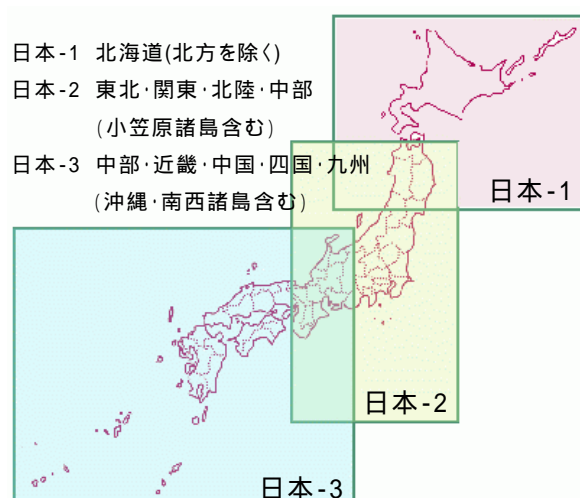 日本-1 北海道(北方を除く)
日本-2 東北･関東･北陸･中部
(小笠原諸島含む)
日本-3 中部･近畿･中国･四国･九州
(沖縄･南西諸島含む)
日本-1
日本-2
日本-3